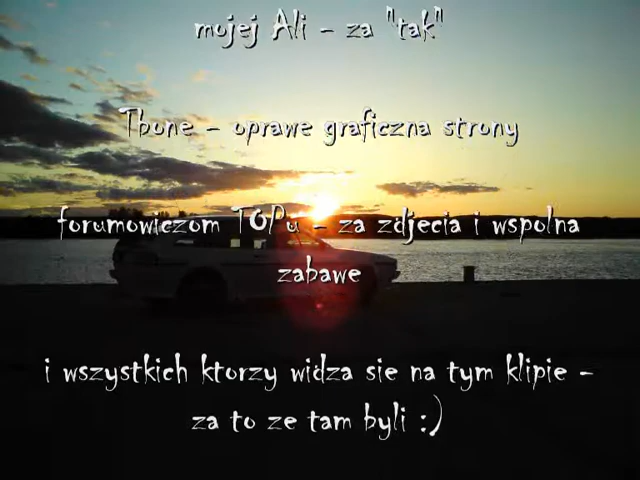 mojej Ali - za "tak"
Tbone - oprawe graficzna strony
forumowiczom TOPu - za zdjecia i wspolna
zabawe
i wszystkich ktorzy widza sie na tym klipie -
za to ze tam byli :)